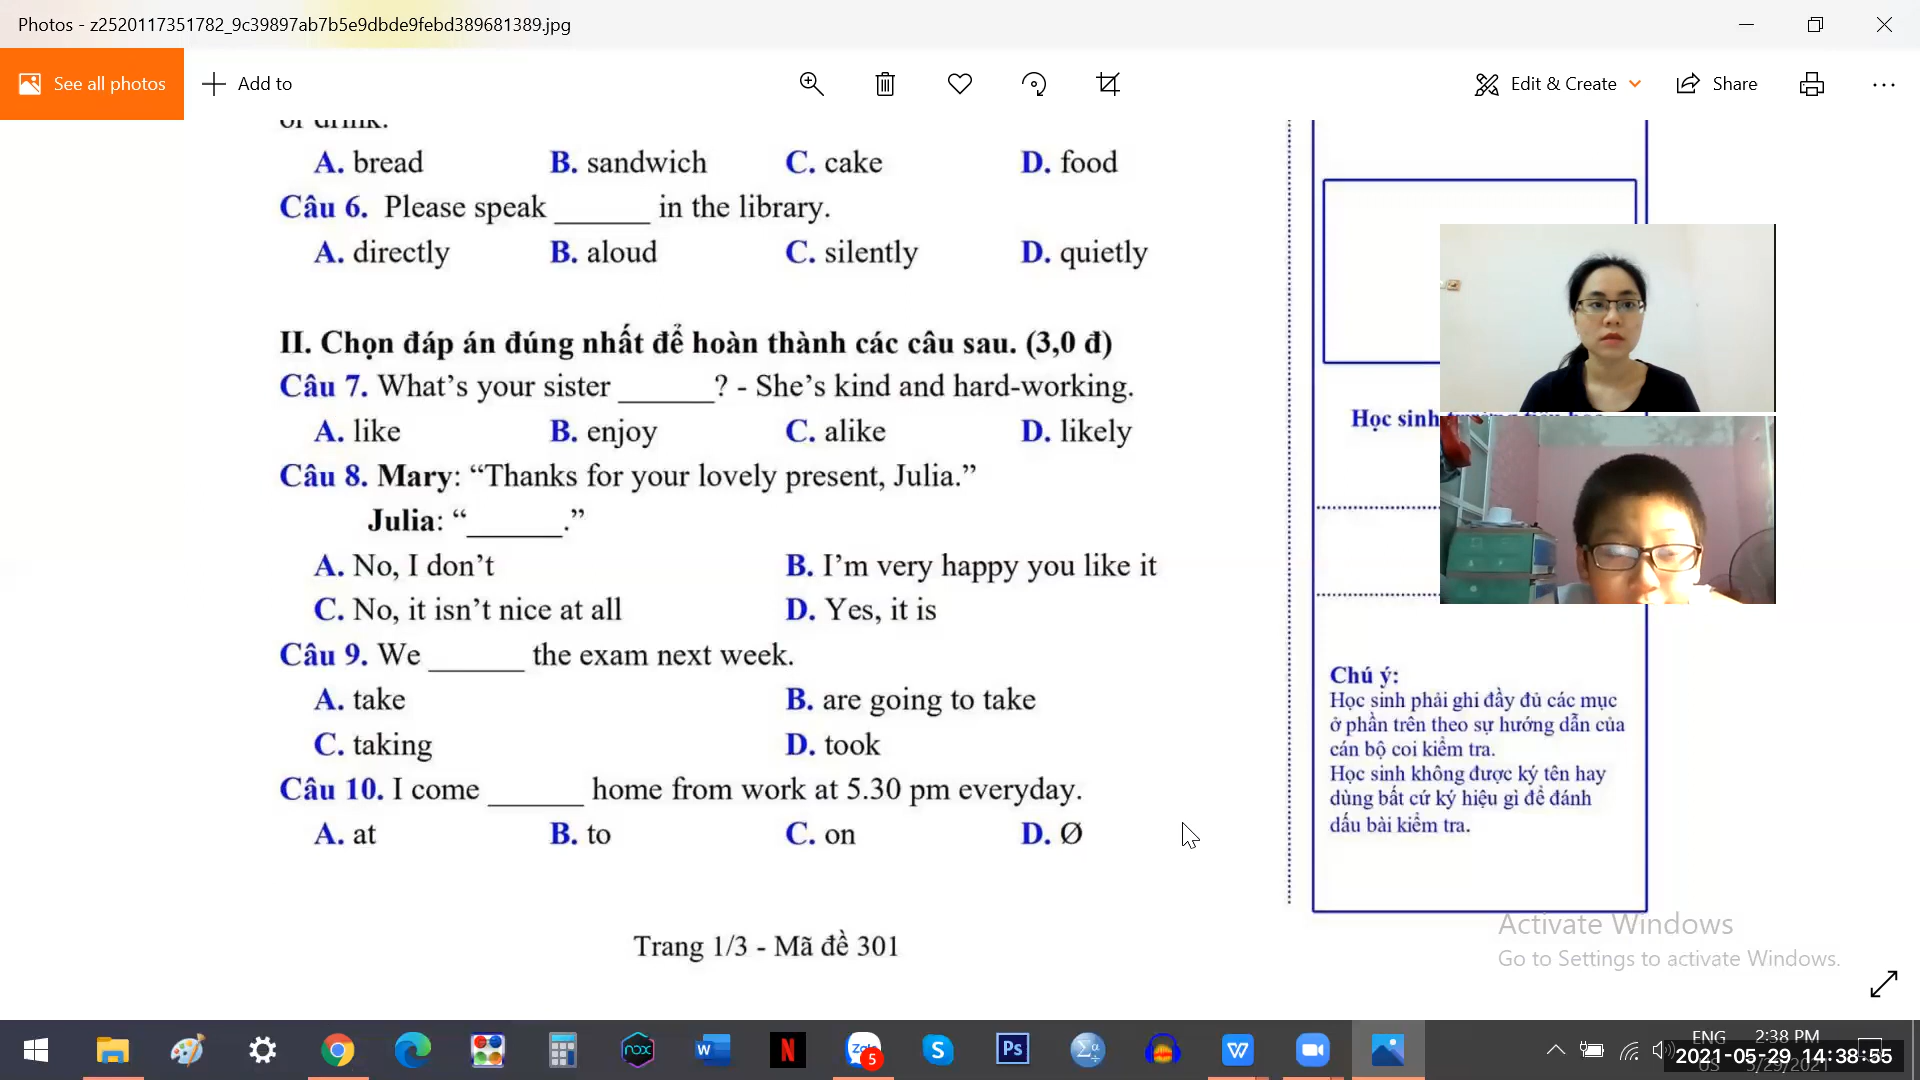 Photos - z2520117351782_9c39897ab7b5e9dbde9febd389681389.jpg
See all photos
Add to
Edit & Create
Share
or drink.
A. bread B. sandwich C. cake D. food
Câu 6. Please speak ______ in the library.
A. directly B. aloud C. silently D. quietly
II. Chọn đáp án đúng nhất để hoàn thành các câu sau. (3,0 đ)
Câu 7. What's your sister ______? - She's kind and hard-working.
A. like B. enjoy C. alike D. likely
Câu 8. Mary: “Thanks for your lovely present, Julia.”
Julia: “______.”
A. No, I don't B. I'm very happy you like it
C. No, it isn't nice at all D. Yes, it is
Câu 9. We ______ the exam next week.
A. take B. are going to take
C. taking D. took
Câu 10. I come ______ home from work at 5.30 pm everyday.
A. at B. to C. on D. Ø
Trang 1/3 - Mã đề 301
Học sinh
Chú ý:
Học sinh phải ghi đầy đủ các mục
ở phần trên theo sự hướng dẫn của
cán bộ coi kiểm tra.
Học sinh không được ký tên hay
dùng bất cứ ký hiệu gì để đánh
dấu bài kiểm tra.
Activate Windows
Go to Settings to activate Windows.
nox
W
N
Zalo
5
S
Ps
Σα
W
ENG
2:38 PM
2021-05-29 14:38:55